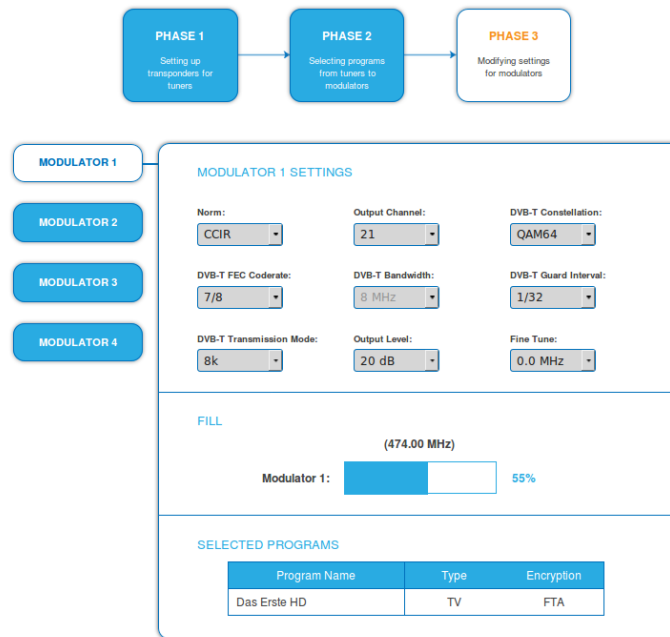 PHASE 1
Setting up
transponders for
tuners
PHASE 2
Selecting programs
from tuners to
modulators
PHASE 3
Modifying settings
for modulators
MODULATOR 1
MODULATOR 2
MODULATOR 3
MODULATOR 4
MODULATOR 1 SETTINGS
Norm: Output Channel: DVB-T Constellation:
CCIR 21 QAM64
DVB-T FEC Coderate: DVB-T Bandwidth: DVB-T Guard Interval:
7/8 8 MHz 1/32
DVB-T Transmission Mode: Output Level: Fine Tune:
8k 20 dB 0.0 MHz
FILL
(474.00 MHz)
Modulator 1: 55%
SELECTED PROGRAMS
Program Name Type Encryption
Das Erste HD TV FTA